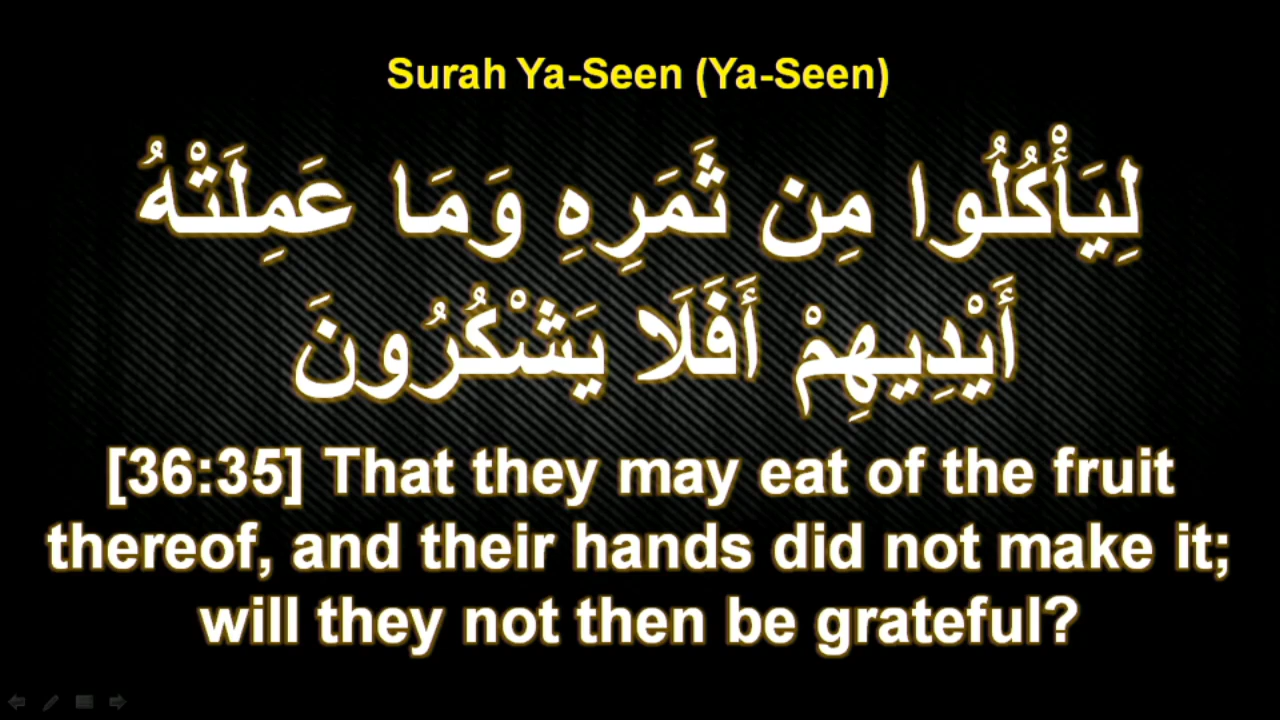 Surah Ya-Seen (Ya-Seen)
لِيَأْكُلُوا مِن ثَمَرِهِ وَمَا عَمِلَتْهُ
أَيْدِيهِمْ أَفَلَا يَشْكُرُونَ
[36:35] That they may eat of the fruit
thereof, and their hands did not make it;
will they not then be grateful?